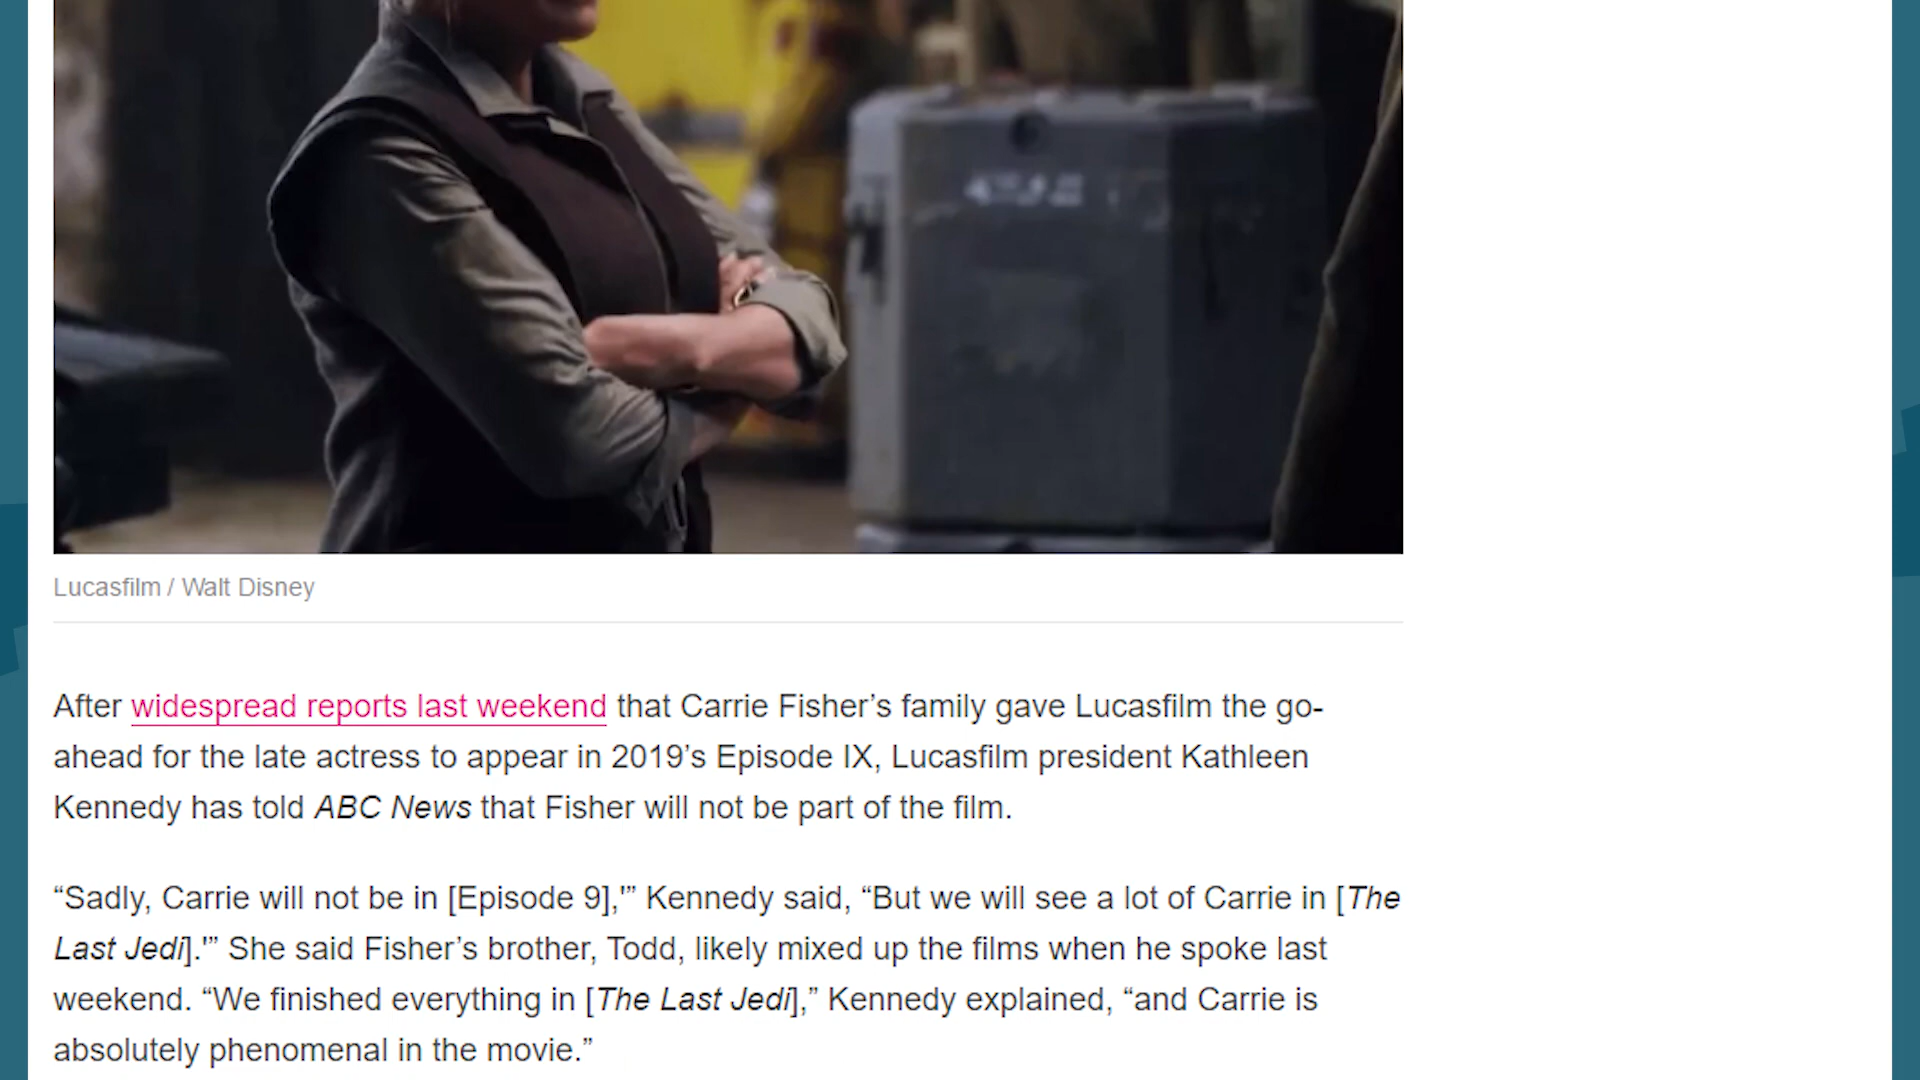 Lucasfilm / Walt Disney
After widespread reports last weekend that Carrie Fisher’s family gave Lucasfilm the go-
ahead for the late actress to appear in 2019’s Episode IX, Lucasfilm president Kathleen
Kennedy has told ABC News that Fisher will not be part of the film.
“Sadly, Carrie will not be in [Episode 9],'” Kennedy said, “But we will see a lot of Carrie in [The
Last Jedi].'” She said Fisher’s brother, Todd, likely mixed up the films when he spoke last
weekend. “We finished everything in [The Last Jedi],” Kennedy explained, “and Carrie is
absolutely phenomenal in the movie.”